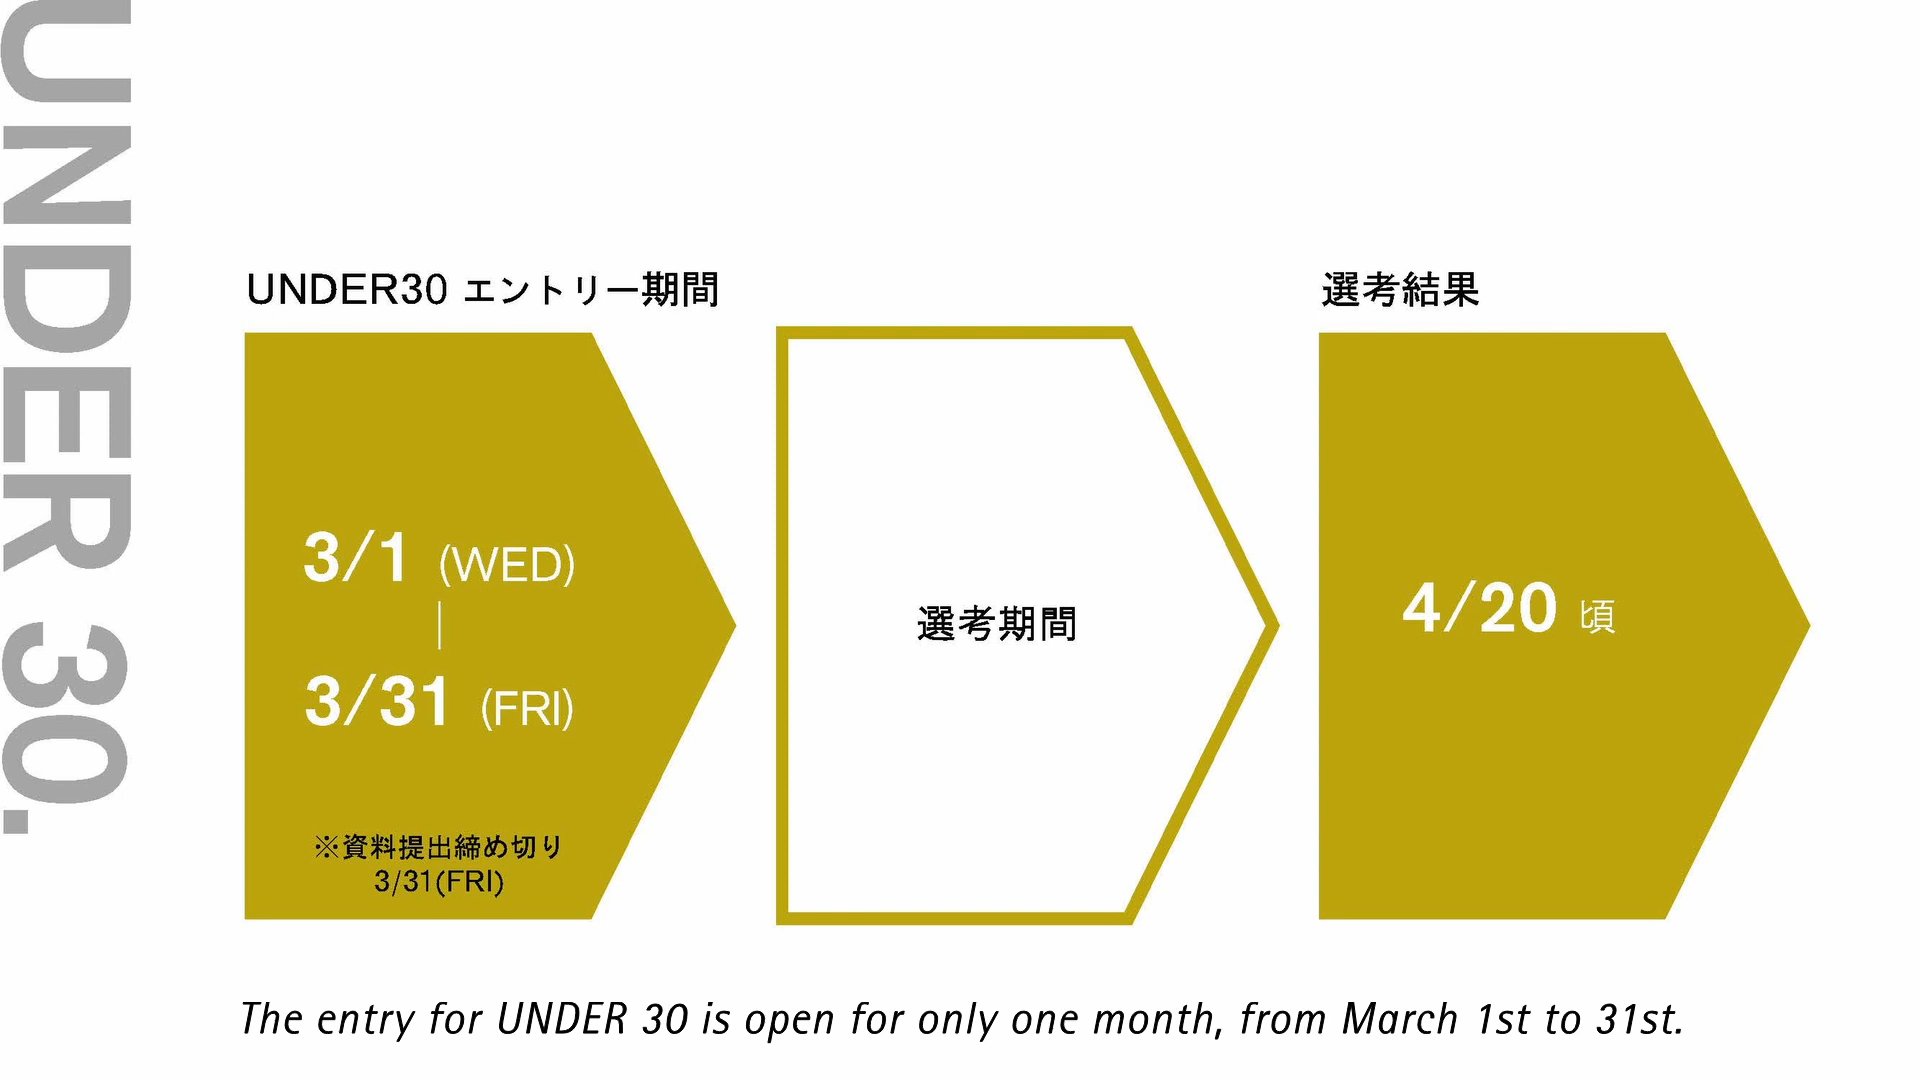 UNDER 30.
UNDER30 エントリー期間
3/1 (WED)
|
3/31 (FRI)
※資料提出締め切り
3/31(FRI)
選考期間
選考結果
4/20 頃
The entry for UNDER 30 is open for only one month, from March 1st to 31st.